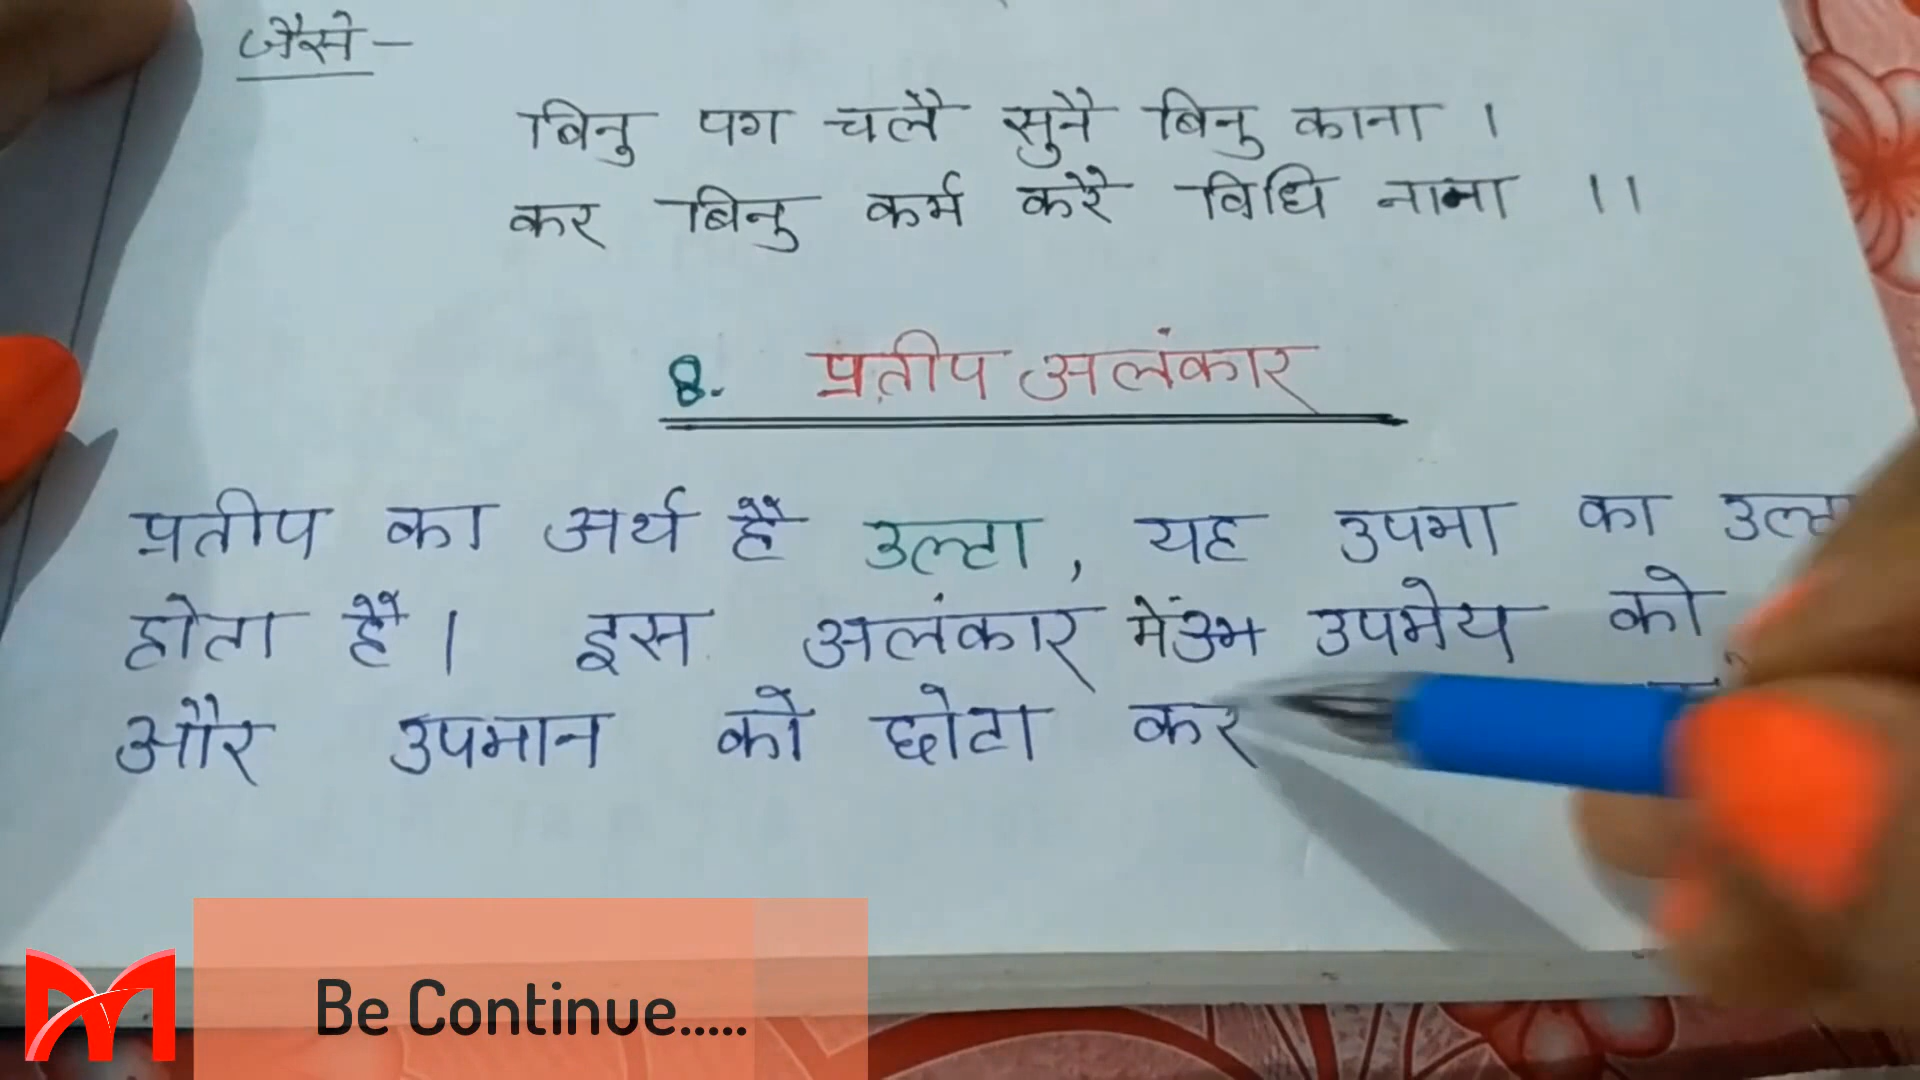 जैसे –
बिनु पग चलै सुनै बिनु काना ।
कर बिनु कर्म करै विधि नाना ।।
8. प्रतीप अलंकार
प्रतीप का अर्थ है उल्टा , यह उपमा का उल्टा
होता है । इस अलंकार में उपमेय को
और उपमान को छोटा कर
Be Continue.....